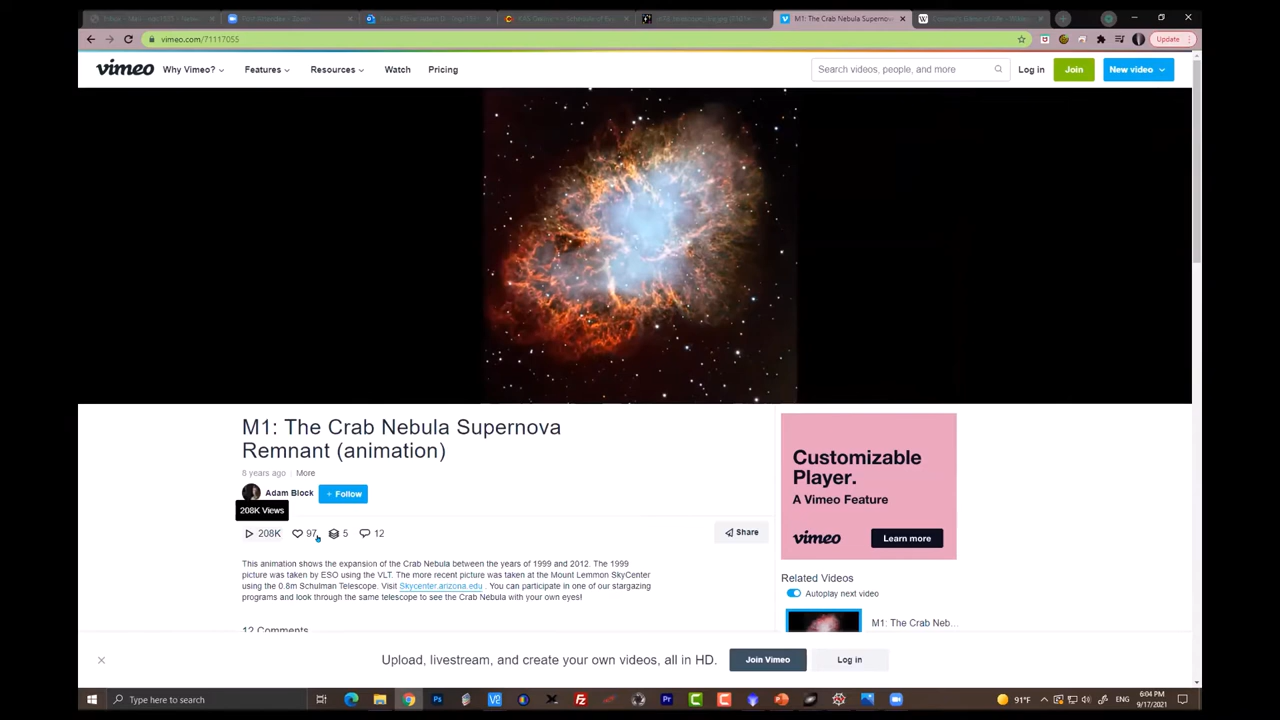 M1: The Crab Nebula Supernov
vimeo.com/71117055
Update
vimeo
Why Vimeo?
Features
Resources
Watch
Pricing
Search videos, people, and more
Log in
Join
New video
M1: The Crab Nebula Supernova
Remnant (animation)
8 years ago
More
Adam Block
+ Follow
208K Views
208K
97
5
12
Share
This animation shows the expansion of the Crab Nebula between the years of 1999 and 2012. The 1999
picture was taken by ESO using the VLT. The more recent picture was taken at the Mount Lemmon SkyCenter
using the 0.8m Schulman Telescope. Visit Skycenter.arizona.edu . You can participate in one of our stargazing
programs and look through the same telescope to see the Crab Nebula with your own eyes!
12 Comments
Customizable
Player.
A Vimeo Feature
vimeo
Learn more
Related Videos
Autoplay next video
M1: The Crab Neb...
Upload, livestream, and create your own videos, all in HD.
Join Vimeo
Log in
Type here to search
91°F
ENG
6:04 PM
9/17/2021